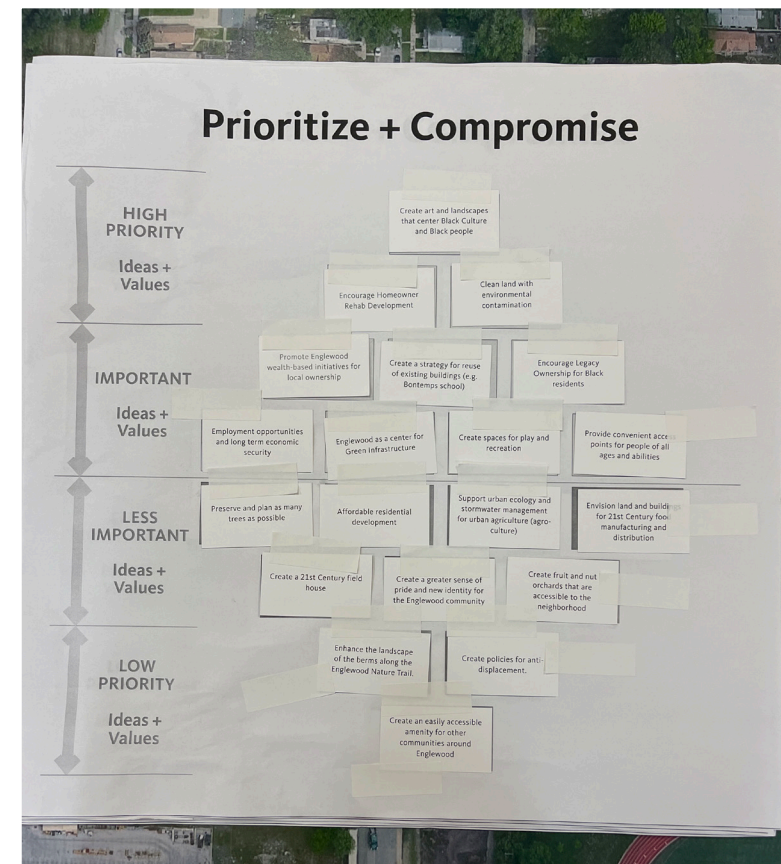 Prioritize + Compromise
HIGH
PRIORITY
Ideas +
Values
Create art and landscapes
that center Black Culture
and Black people
Encourage Homeowner
Rehab Development
Clean land with
environmental
contamination
IMPORTANT
Ideas +
Values
Promote Englewood
wealth-based initiatives for
local ownership
Create a strategy for reuse
of existing buildings (e.g.
Bontemps school)
Encourage Legacy
Ownership for Black
residents
Employment opportunities
and long term economic
security
Englewood as a center for
Green Infrastructure
Create spaces for play and
recreation
Provide convenient access
points for people of all
ages and abilities
LESS
IMPORTANT
Ideas +
Values
Preserve and plan as many
trees as possible
Affordable residential
development
Support urban ecology and
stormwater management
for urban agriculture (agro-
culture)
Envision land and buildings
for 21st Century food
manufacturing and
distribution
Create a 21st Century field
house
Create a greater sense of
pride and new identity for
the Englewood community
Create fruit and nut
orchards that are
accessible to the
neighborhood
LOW
PRIORITY
Ideas +
Values
Enhance the landscape
of the berms along the
Englewood Nature Trail.
Create policies for anti-
displacement.
Create an easily accessible
amenity for other
communities around
Englewood